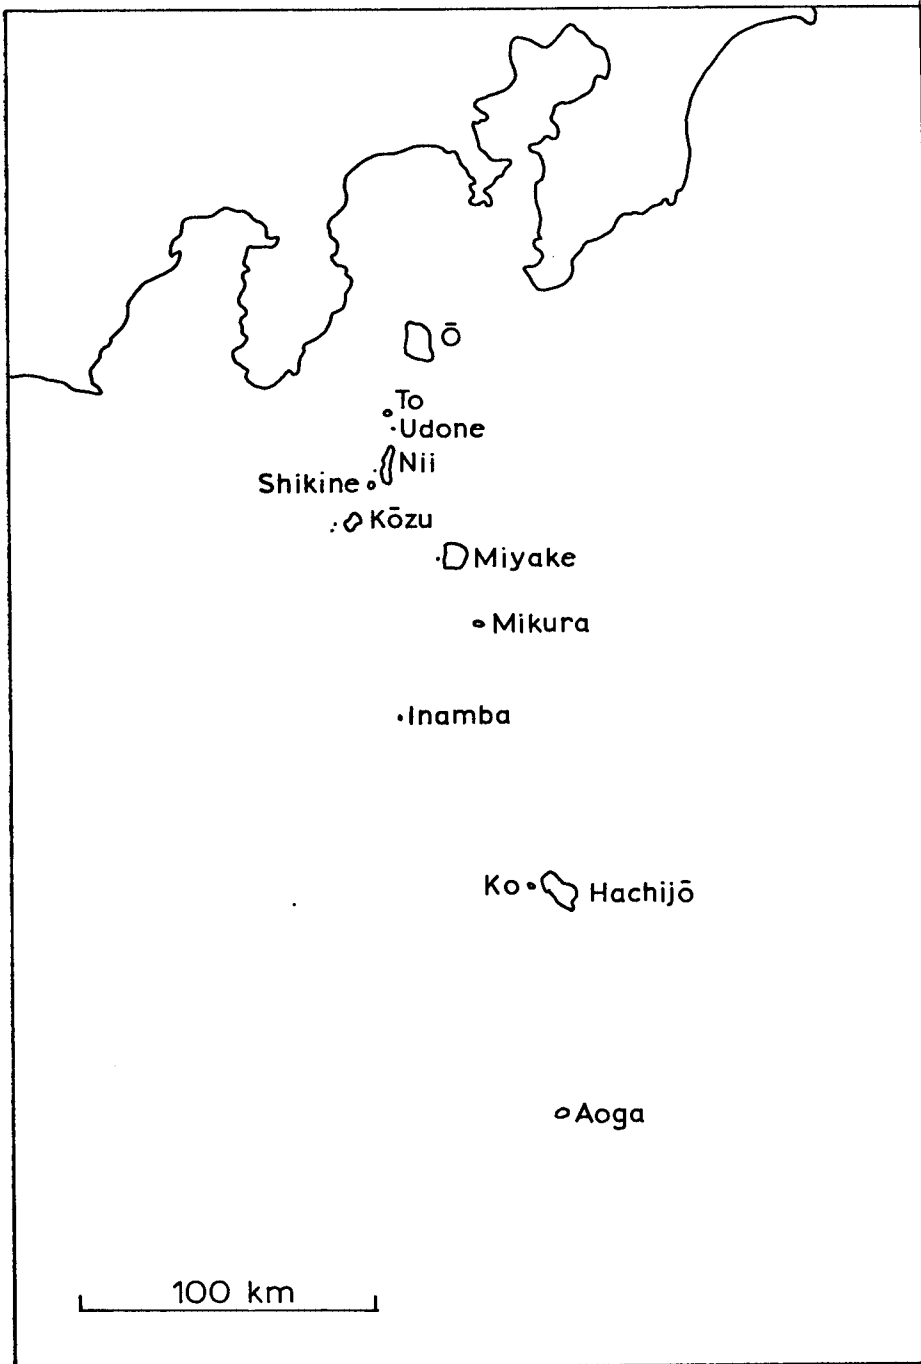 Ō
To
Udone
Nii
Shikine
Kōzu
Miyake
Mikura
Inamba
Ko
Hachijō
Aoga
100 km